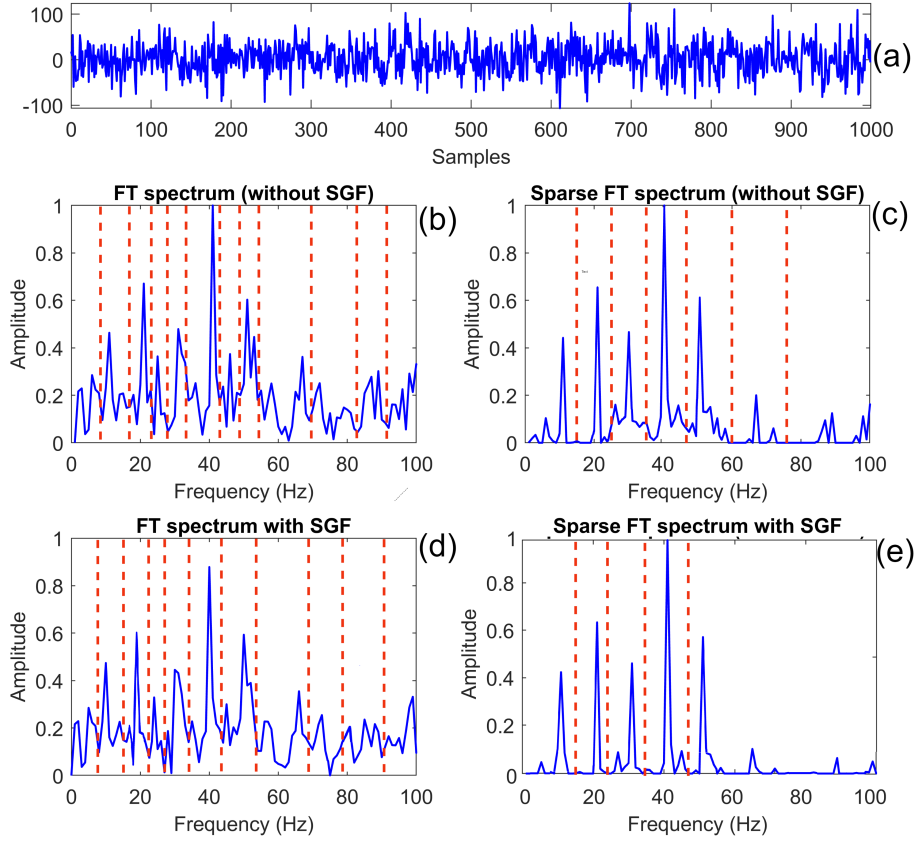 100
0
-100
(a)
0 100 200 300 400 500 600 700 800 900 1000
Samples
FT spectrum (without SGF)
(b)
1
0.8
0.6
0.4
0.2
0
Amplitude
0 20 40 60 80 100
Frequency (Hz)
Sparse FT spectrum (without SGF)
(c)
1
0.8
0.6
0.4
0.2
0
Amplitude
0 20 40 60 80 100
Frequency (Hz)
FT spectrum with SGF
(d)
1
0.8
0.6
0.4
0.2
0
Amplitude
0 20 40 60 80 100
Frequency (Hz)
Sparse FT spectrum with SGF
(e)
1
0.8
0.6
0.4
0.2
0
Amplitude
0 20 40 60 80 100
Frequency (Hz)